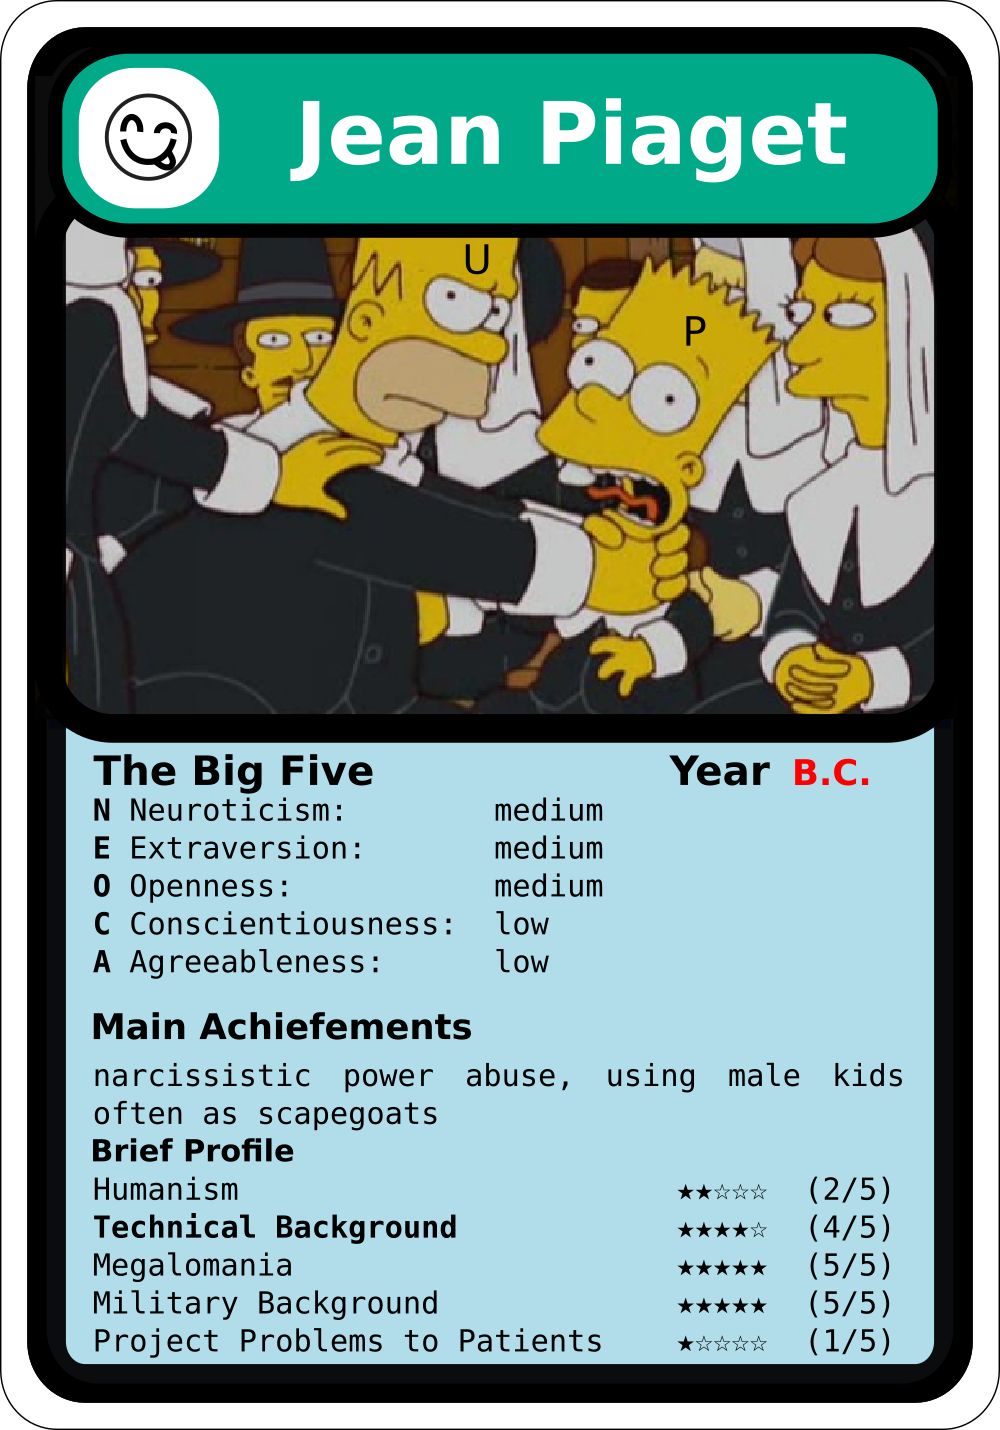 Jean Piaget
U
P
The Big Five Year B.C.
N Neuroticism: medium
E Extraversion: medium
O Openness: medium
C Conscientiousness: low
A Agreeableness: low
Main Achiefements
narcissistic power abuse, using male kids
often as scapegoats
Brief Profile
Humanism ★★☆☆☆ (2/5)
Technical Background ★★★★☆ (4/5)
Megalomania ★★★★★ (5/5)
Military Background ★★★★★ (5/5)
Project Problems to Patients ★☆☆☆☆ (1/5)